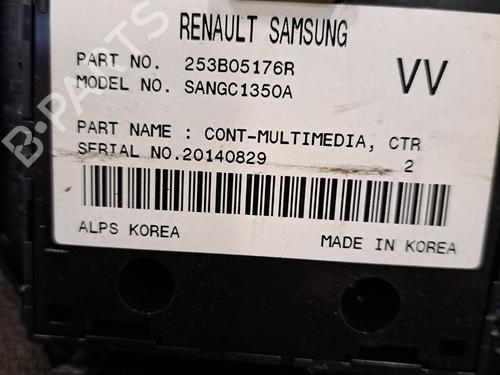 RENAULT SAMSUNG
PART NO. 253B05176R
VV
MODEL NO. SANGC1350A
PART NAME : CONT-MULTIMEDIA, CTR
SERIAL NO.20140829 2
ALPS KOREA MADE IN KOREA
B-PARTS